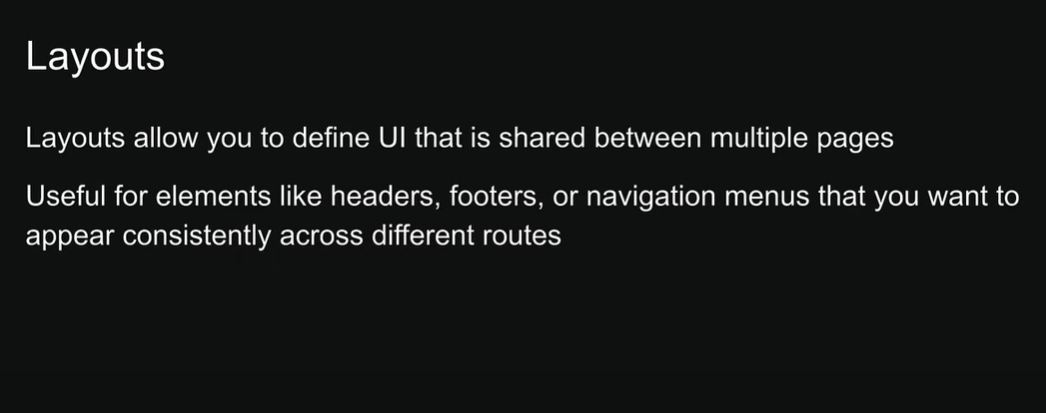 Layouts
Layouts allow you to define UI that is shared between multiple pages
Useful for elements like headers, footers, or navigation menus that you want to
appear consistently across different routes